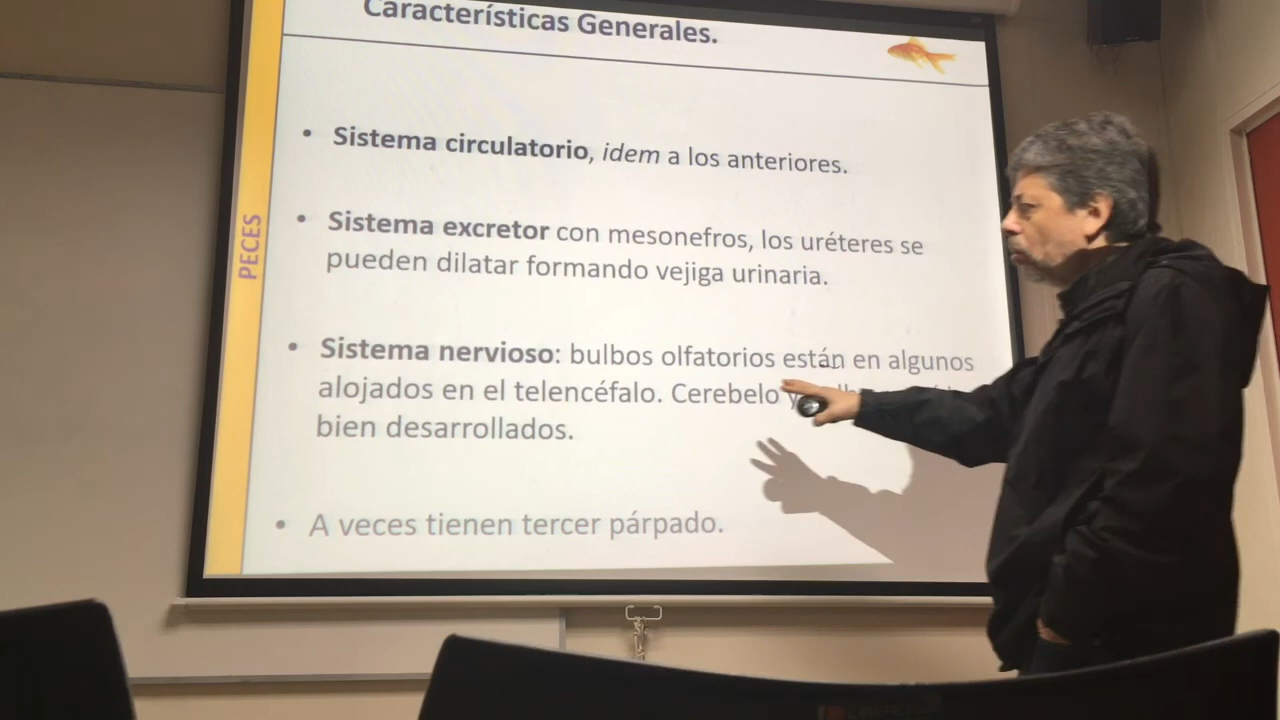 Características Generales.
PECES
• Sistema circulatorio, idem a los anteriores.
• Sistema excretor con mesonefros, los uréteres se
pueden dilatar formando vejiga urinaria.
• Sistema nervioso: bulbos olfatorios están en algunos
alojados en el telencéfalo. Cerebelo y
bien desarrollados.
• A veces tienen tercer párpado.